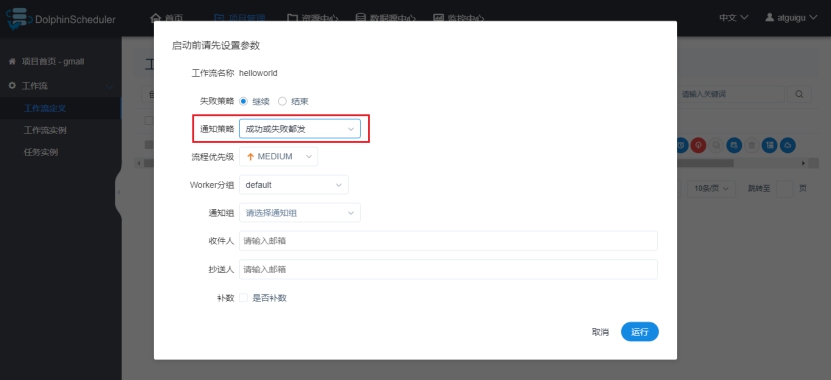 DolphinScheduler
首页
项目管理
资源中心
数据源中心
监控中心
中文
atguigu
启动前请先设置参数
项目首页 - gmall
工作流名称 helloworld
工作流
失败策略 继续 结束
请输入关键词
工作流定义
通知策略 成功或失败都发
工作流实例
任务实例
流程优先级 MEDIUM
Worker分组 default
10条/页 跳转至 页
通知组 请选择通知组
收件人 请输入邮箱
抄送人 请输入邮箱
补数 是否补数
取消 运行